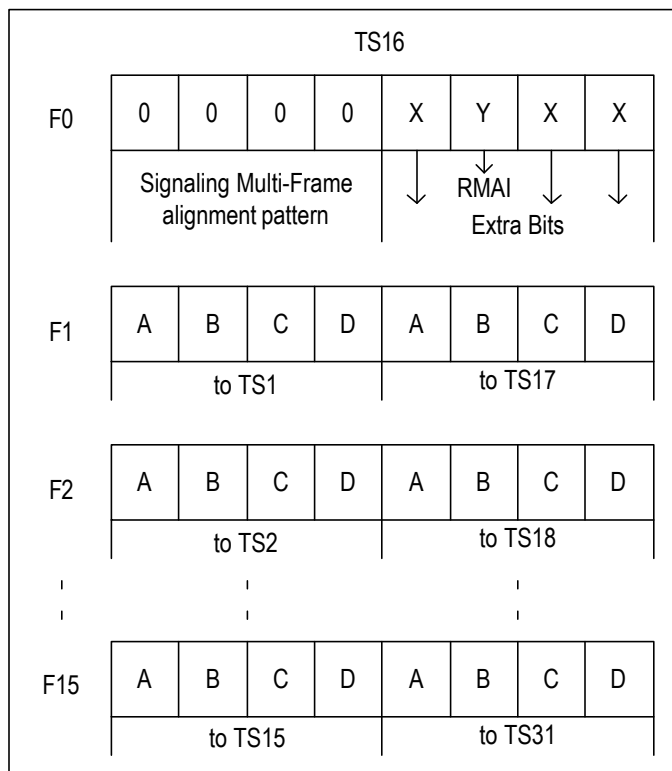 TS16
F0 0 0 0 0 X Y X X
Signaling Multi-Frame
alignment pattern
RMAI
Extra Bits
F1 A B C D A B C D
to TS1 to TS17
F2 A B C D A B C D
to TS2 to TS18
F15 A B C D A B C D
to TS15 to TS31